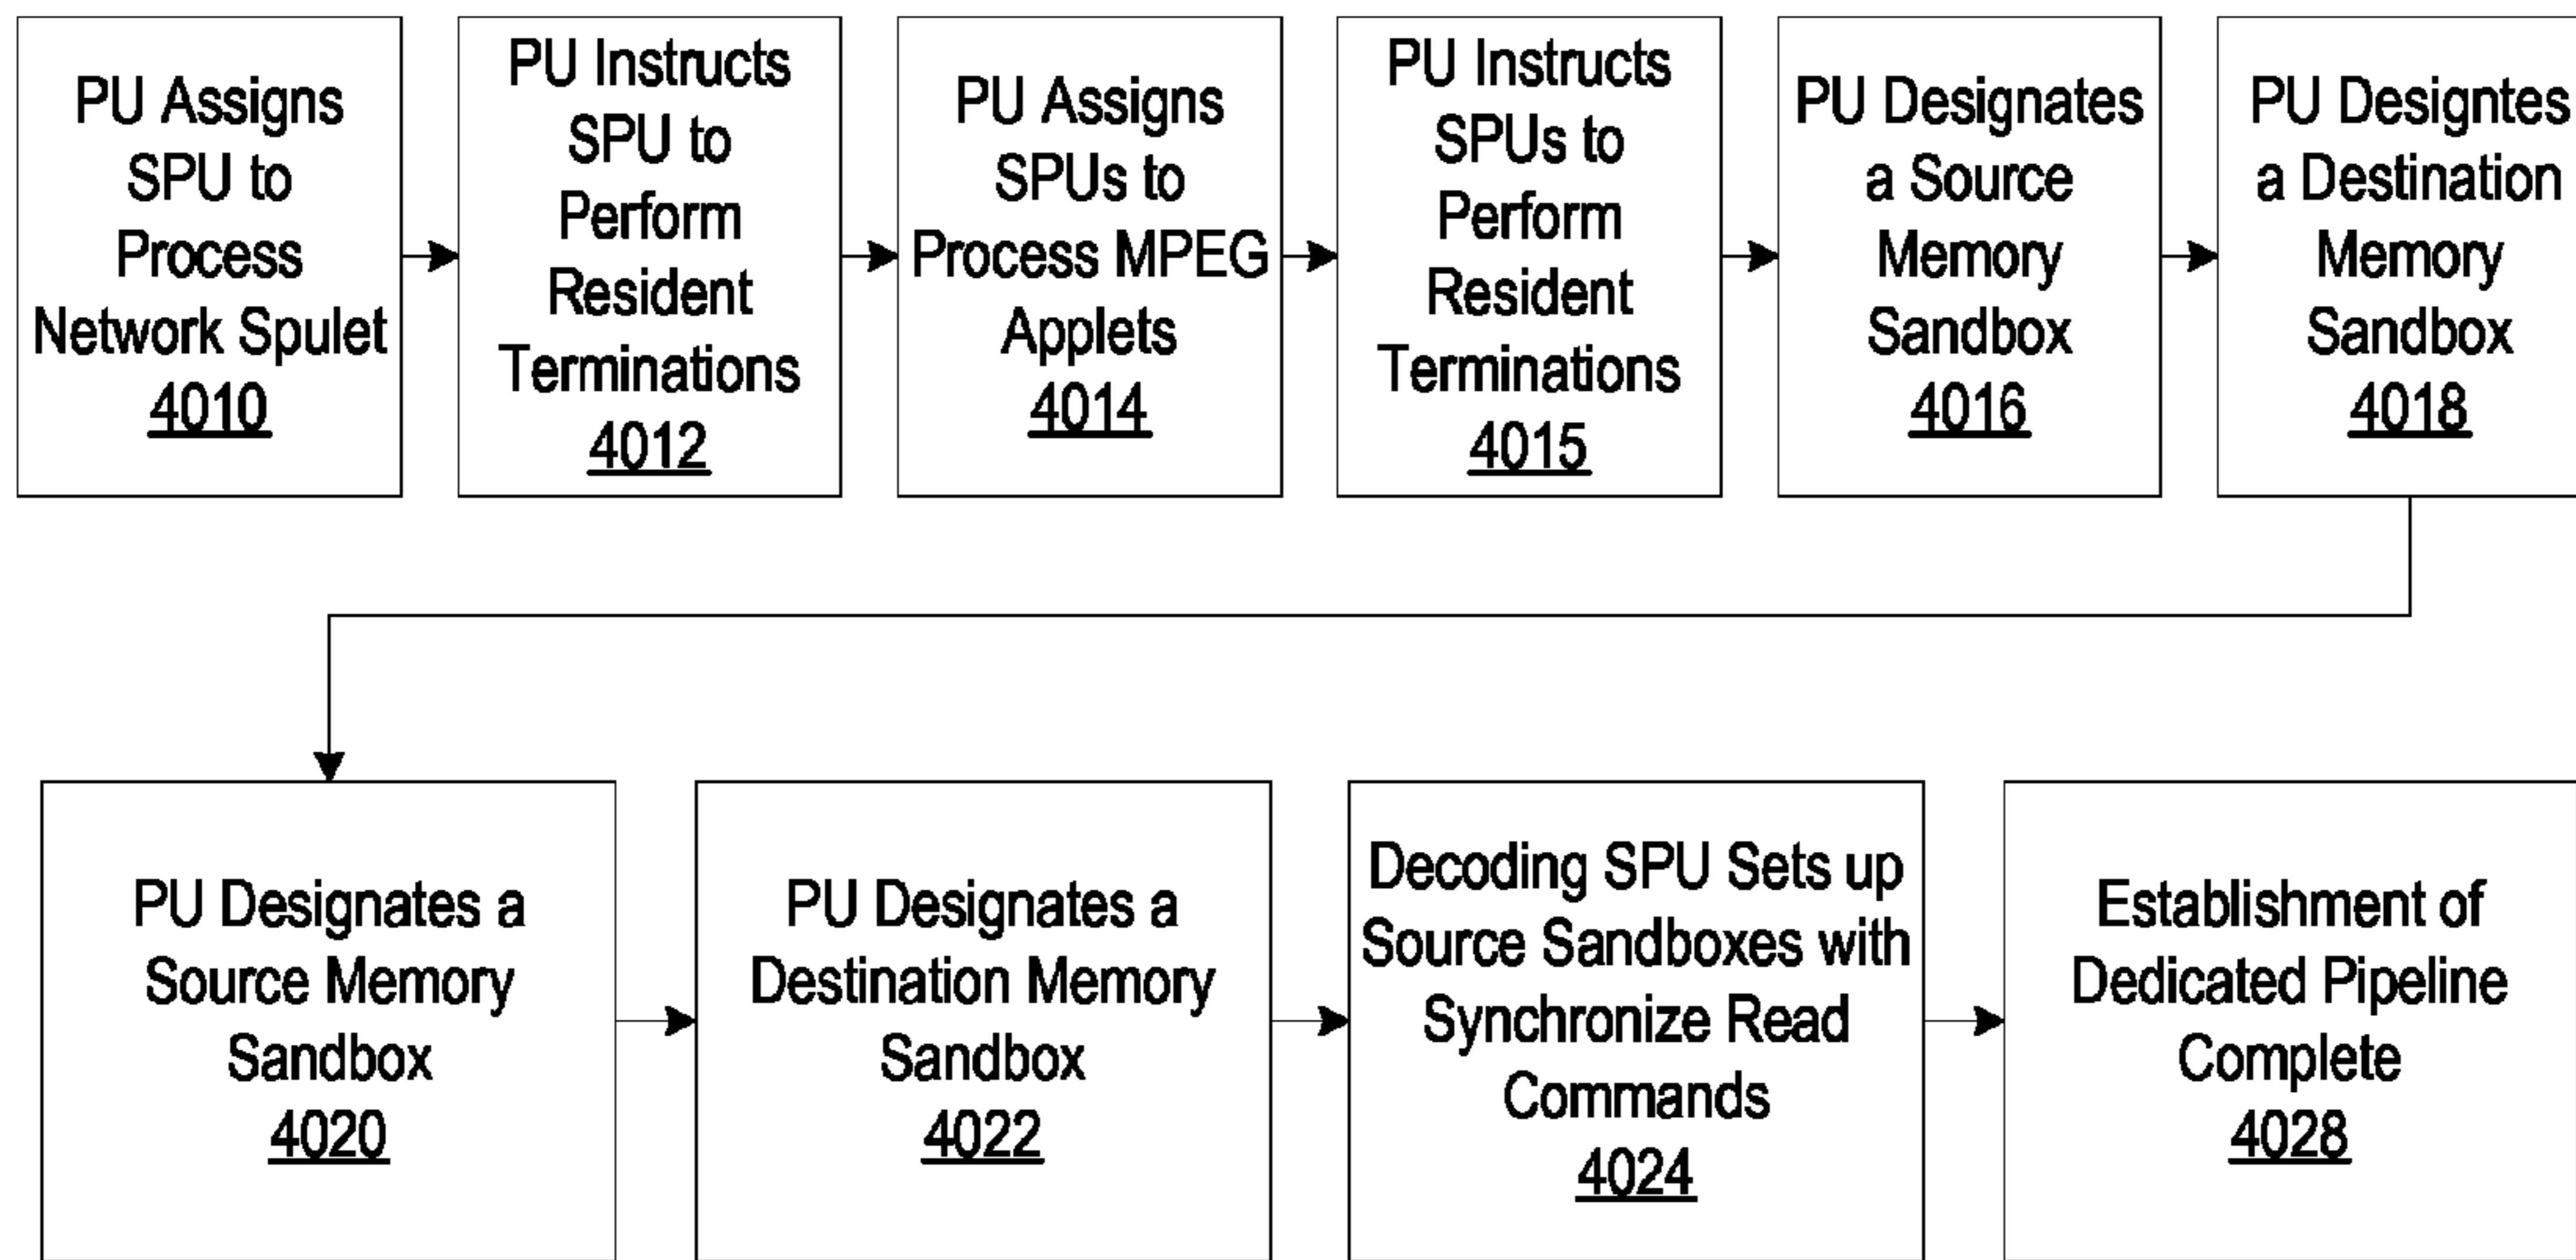 PU Assigns
SPU to
Process
Network Spulet
4010
PU Instructs
SPU to
Perform
Resident
Terminations
4012
PU Assigns
SPUs to
Process MPEG
Applets
4014
PU Instructs
SPUs to
Perform
Resident
Terminations
4015
PU Designates
a Source
Memory
Sandbox
4016
PU Designtes
a Destination
Memory
Sandbox
4018
PU Designates a
Source Memory
Sandbox
4020
PU Designates a
Destination Memory
Sandbox
4022
Decoding SPU Sets up
Source Sandboxes with
Synchronize Read
Commands
4024
Establishment of
Dedicated Pipeline
Complete
4028